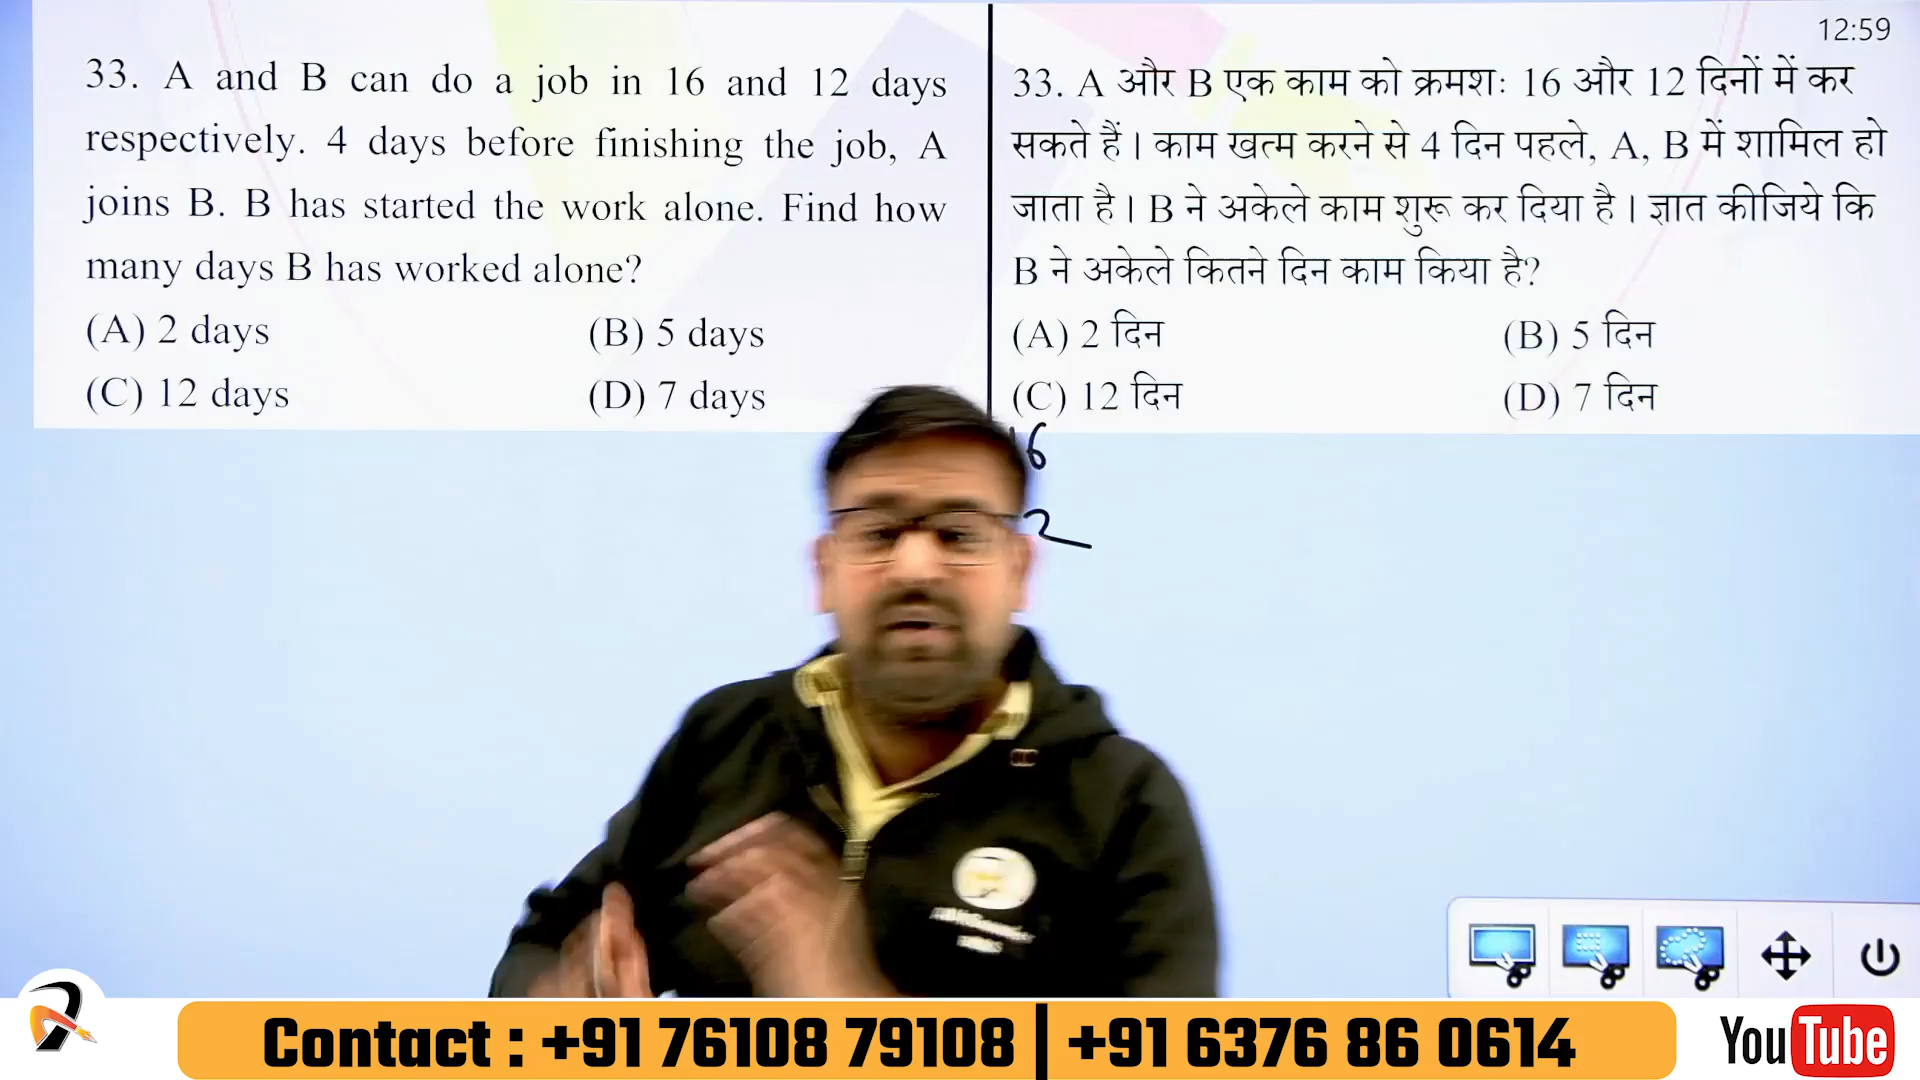 12:59
33. A and B can do a job in 16 and 12 days
respectively. 4 days before finishing the job, A
joins B. B has started the work alone. Find how
many days B has worked alone?
(A) 2 days (B) 5 days
(C) 12 days (D) 7 days
33. A और B एक काम को क्रमशः 16 और 12 दिनों में कर
सकते हैं। काम खत्म करने से 4 दिन पहले, A, B में शामिल हो
जाता है। B ने अकेले काम शुरू कर दिया है। ज्ञात कीजिये कि
B ने अकेले कितने दिन काम किया है?
(A) 2 दिन (B) 5 दिन
(C) 12 दिन (D) 7 दिन
16
2
Contact : +91 76108 79108 | +91 6376 86 0614
YouTube